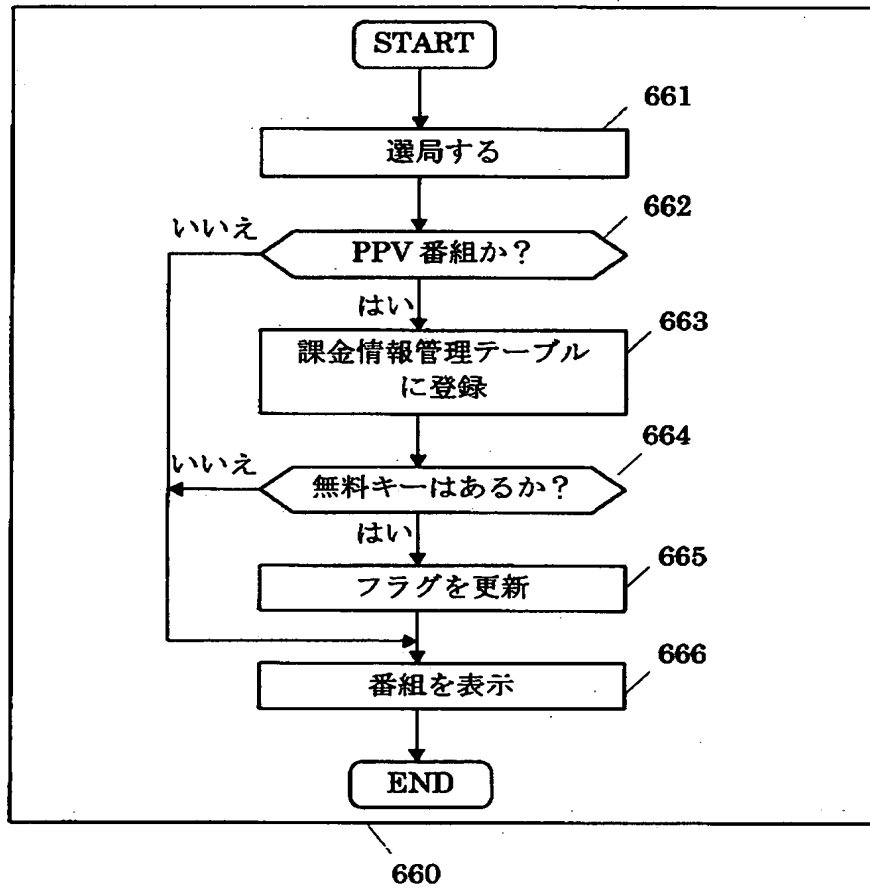 START
661
選局する
662
いいえ
PPV 番組か?
はい
663
課金情報管理テーブル
に登録
664
いいえ
無料キーはあるか?
はい
665
フラグを更新
666
番組を表示
END
660